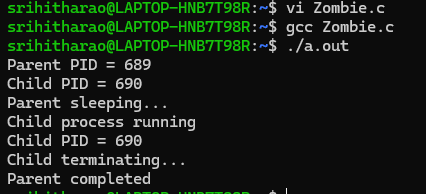 srihitharao@LAPTOP-HNB7T98R:~$ vi Zombie.c
srihitharao@LAPTOP-HNB7T98R:~$ gcc Zombie.c
srihitharao@LAPTOP-HNB7T98R:~$ ./a.out
Parent PID = 689
Child PID = 690
Parent sleeping...
Child process running
Child PID = 690
Child terminating...
Parent completed
srihitharao@LAPTOP-HNB7T98R:~$